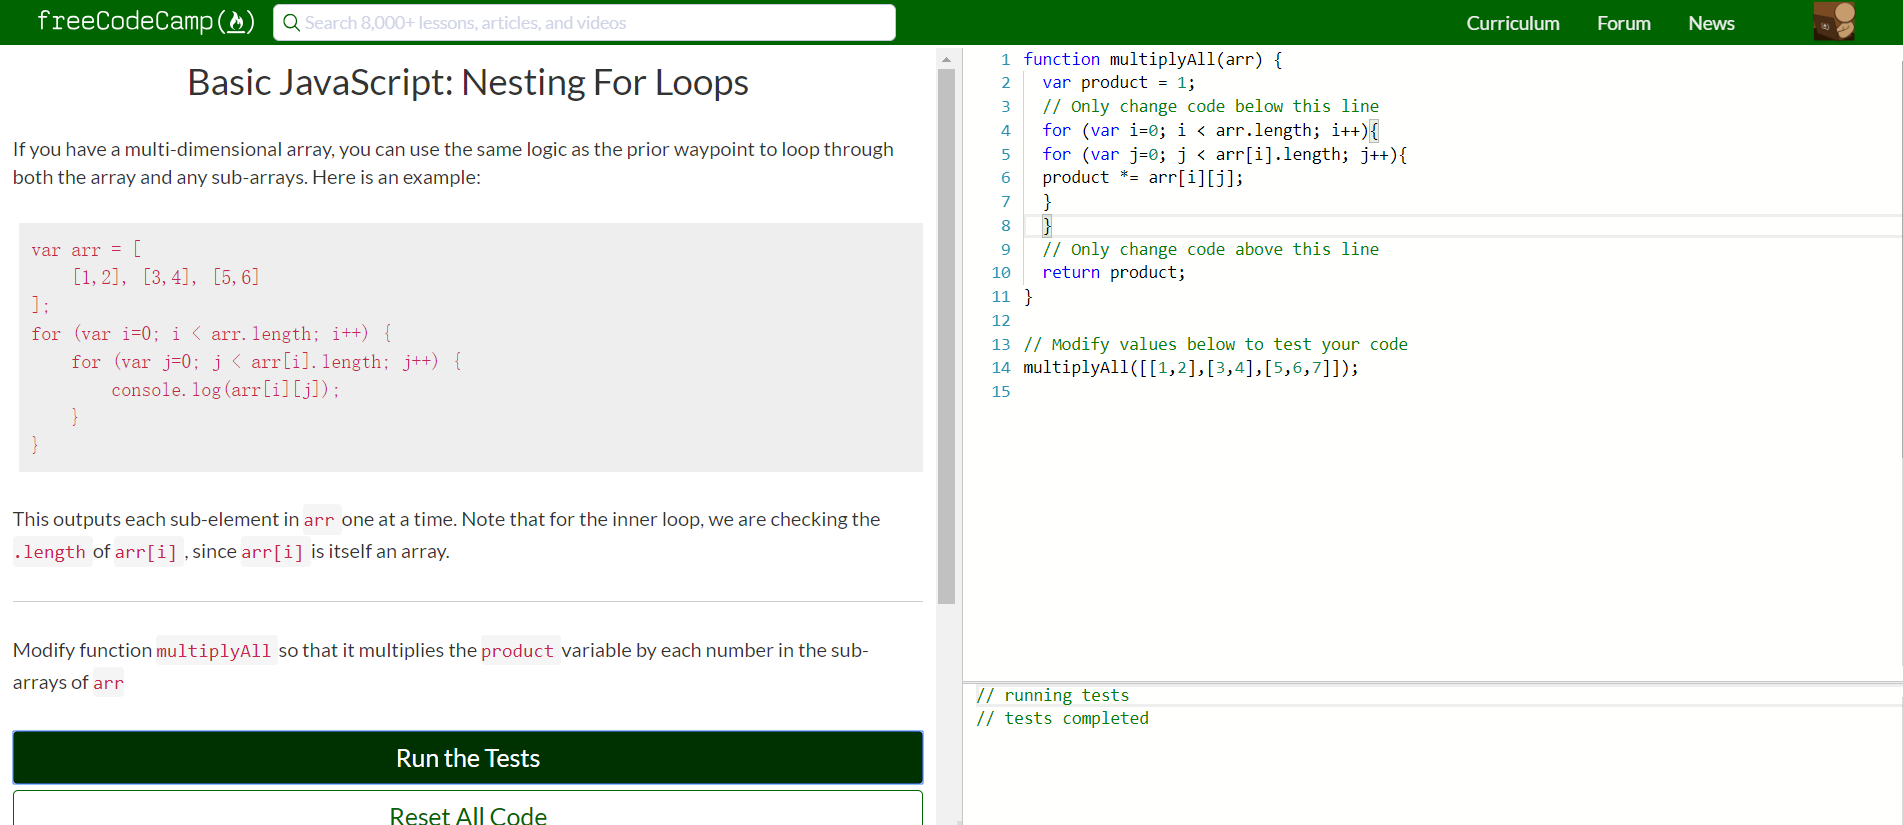 freeCodeCamp
Search 8,000+ lessons, articles, and videos
Curriculum
Forum
News
Basic JavaScript: Nesting For Loops
If you have a multi-dimensional array, you can use the same logic as the prior waypoint to loop through
both the array and any sub-arrays. Here is an example:
var arr = [
    [1,2], [3,4], [5,6]
];
for (var i=0; i < arr.length; i++) {
    for (var j=0; j < arr[i].length; j++) {
        console.log(arr[i][j]);
    }
}
This outputs each sub-element in arr one at a time. Note that for the inner loop, we are checking the
.length of arr[i] , since arr[i] is itself an array.
Modify function multiplyAll so that it multiplies the product variable by each number in the sub-
arrays of arr
Run the Tests
Reset All Code
1 function multiplyAll(arr) {
2   var product = 1;
3   // Only change code below this line
4   for (var i=0; i < arr.length; i++){
5   for (var j=0; j < arr[i].length; j++){
6   product *= arr[i][j];
7   }
8   }
9   // Only change code above this line
10   return product;
11 }
12
13 // Modify values below to test your code
14 multiplyAll([[1,2],[3,4],[5,6,7]]);
15
// running tests
// tests completed